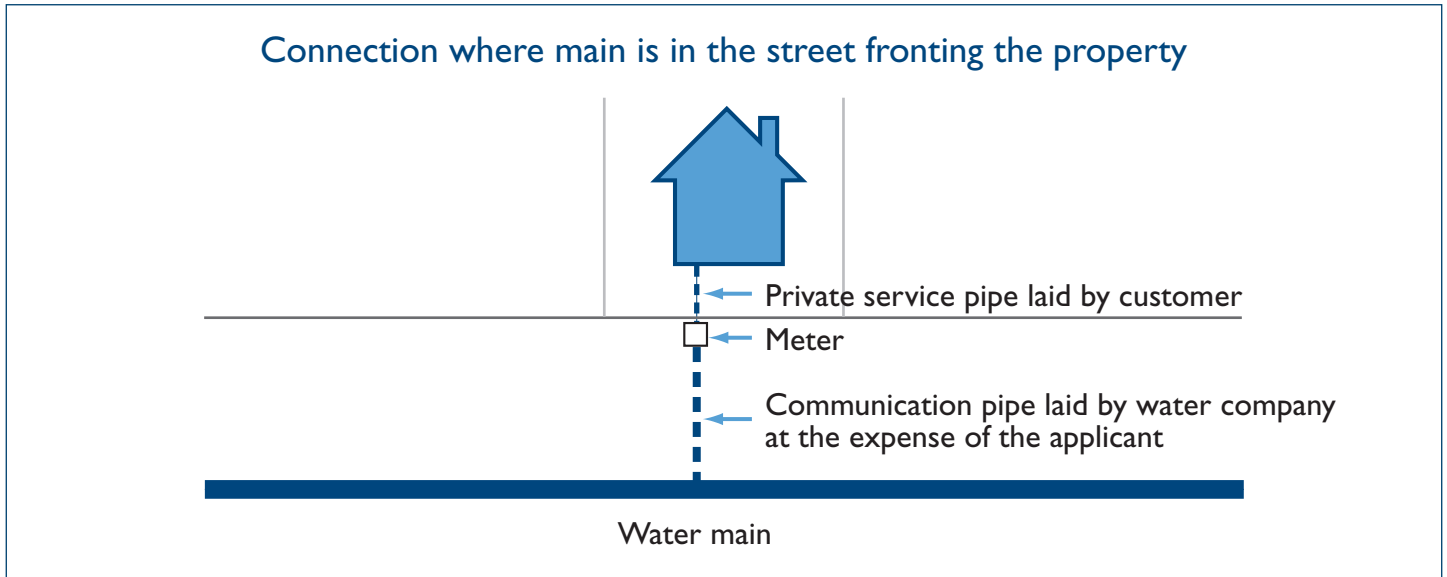 Connection where main is in the street fronting the property
Private service pipe laid by customer
Meter
Communication pipe laid by water company
at the expense of the applicant
Water main